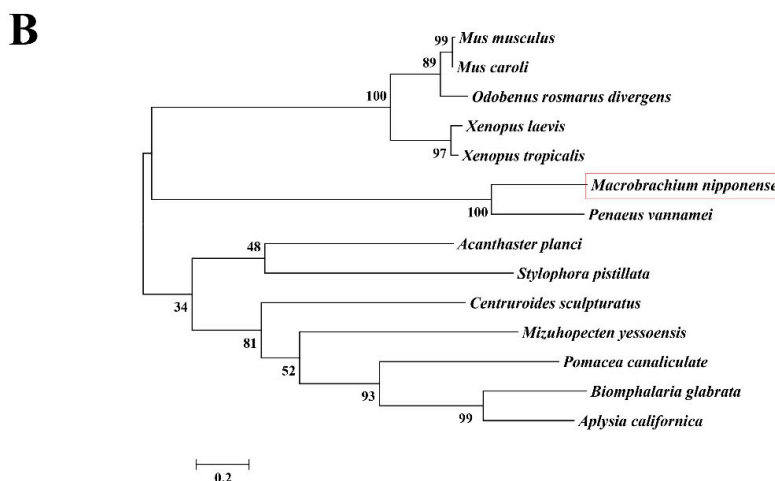 B
99
Mus musculus
89
Mus caroli
100
Odobenus rosmarus divergens
Xenopus laevis
97
Xenopus tropicalis
Macrobrachium nipponense
100
Penaeus vannamei
48
Acanthaster planci
Stylophora pistillata
34
Centruroides sculpturatus
81
Mizuhopecten yessoensis
52
Pomacea canaliculate
93
Biomphalaria glabrata
99
Aplysia californica
0.2